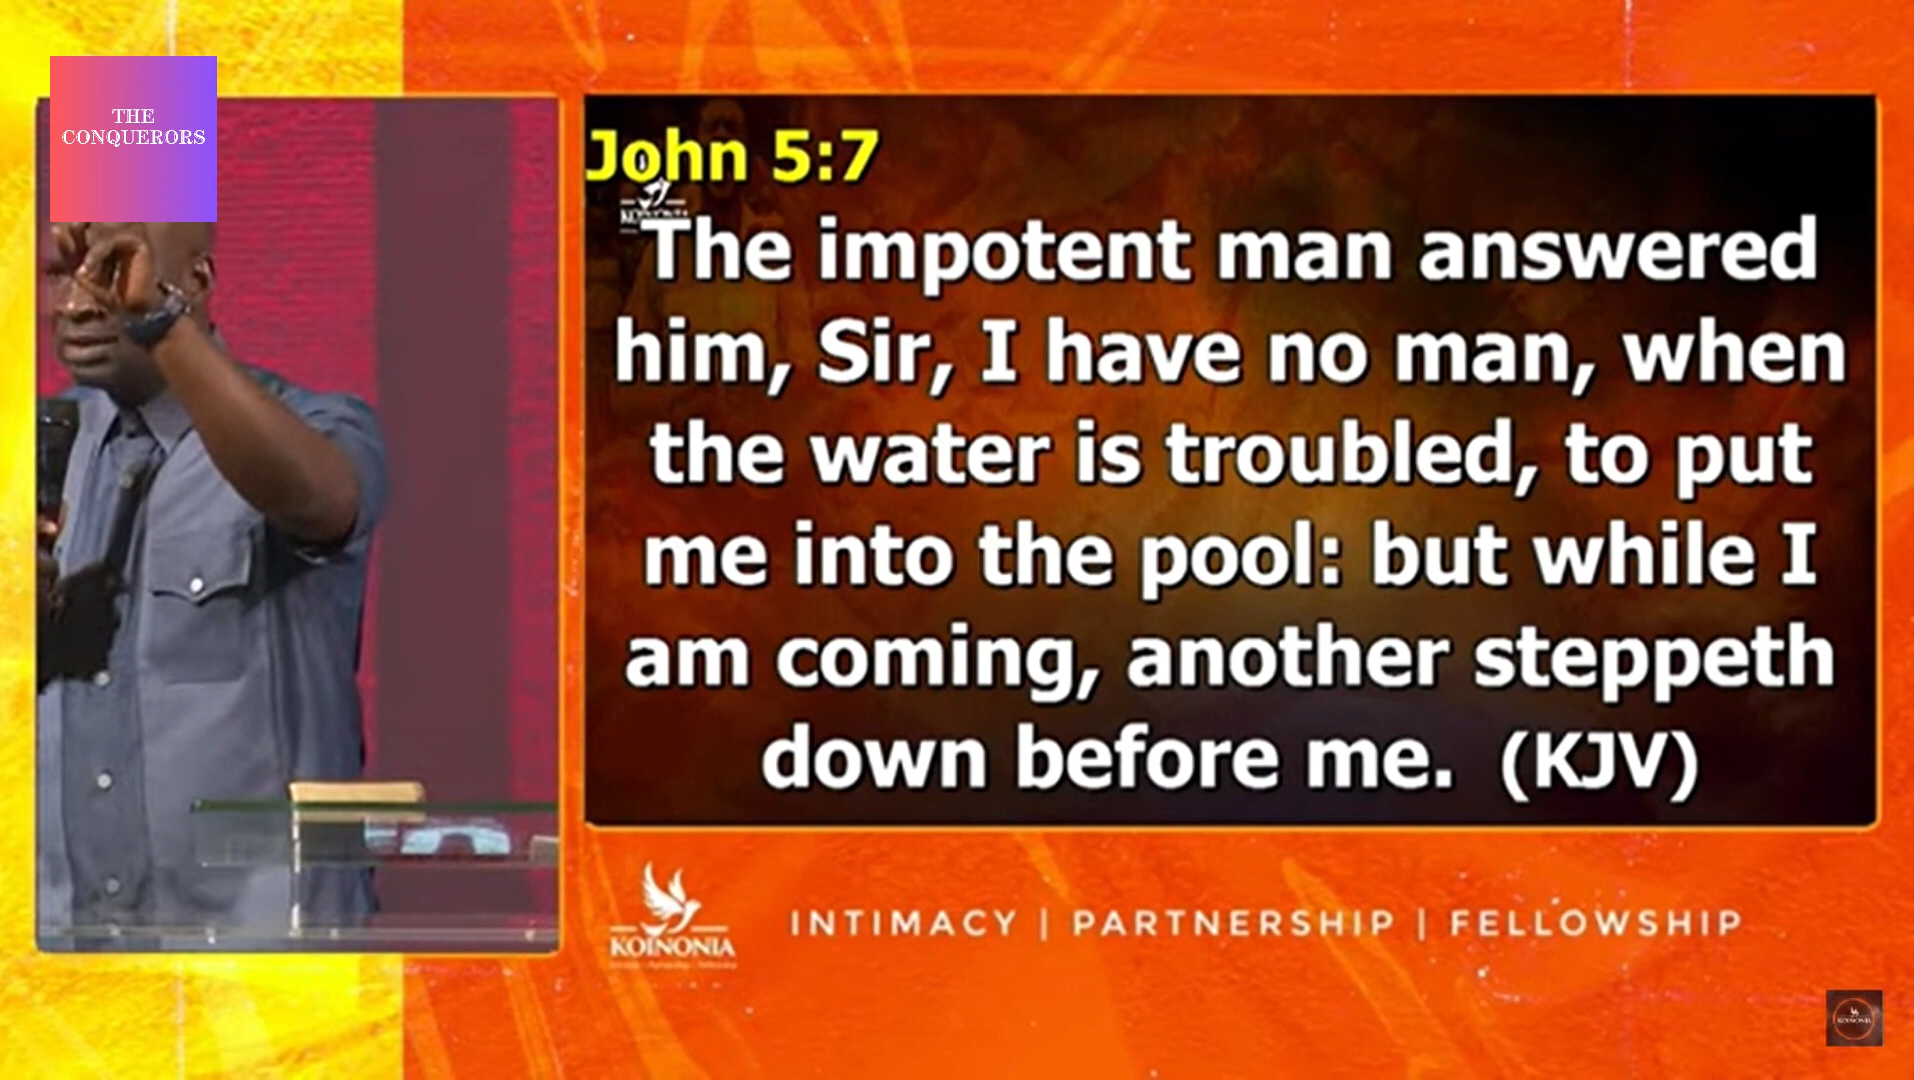 THE
CONQUERORS
John 5:7
The impotent man answered
him, Sir, I have no man, when
the water is troubled, to put
me into the pool: but while I
am coming, another steppeth
down before me. (KJV)
KOINONIA
INTIMACY | PARTNERSHIP | FELLOWSHIP
KOINONIA